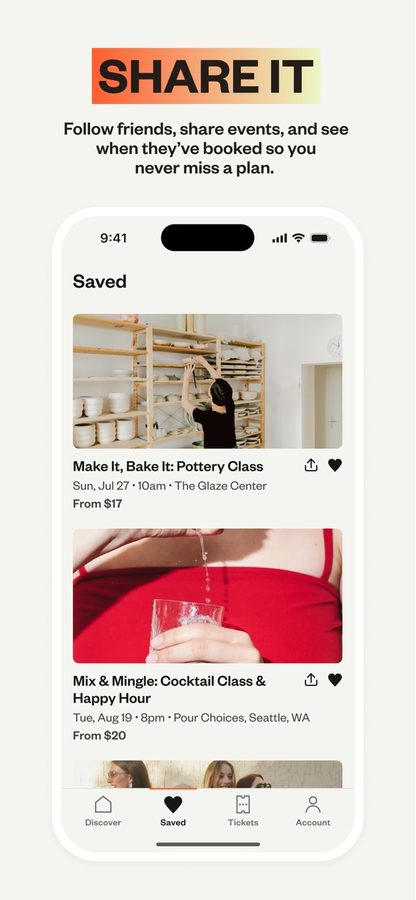 SHARE IT
Follow friends, share events, and see
when they’ve booked so you
never miss a plan.
9:41
Saved
Make It, Bake It: Pottery Class
Sun, Jul 27 • 10am • The Glaze Center
From $17
Mix & Mingle: Cocktail Class &
Happy Hour
Tue, Aug 19 • 8pm • Pour Choices, Seattle, WA
From $20
Discover
Saved
Tickets
Account